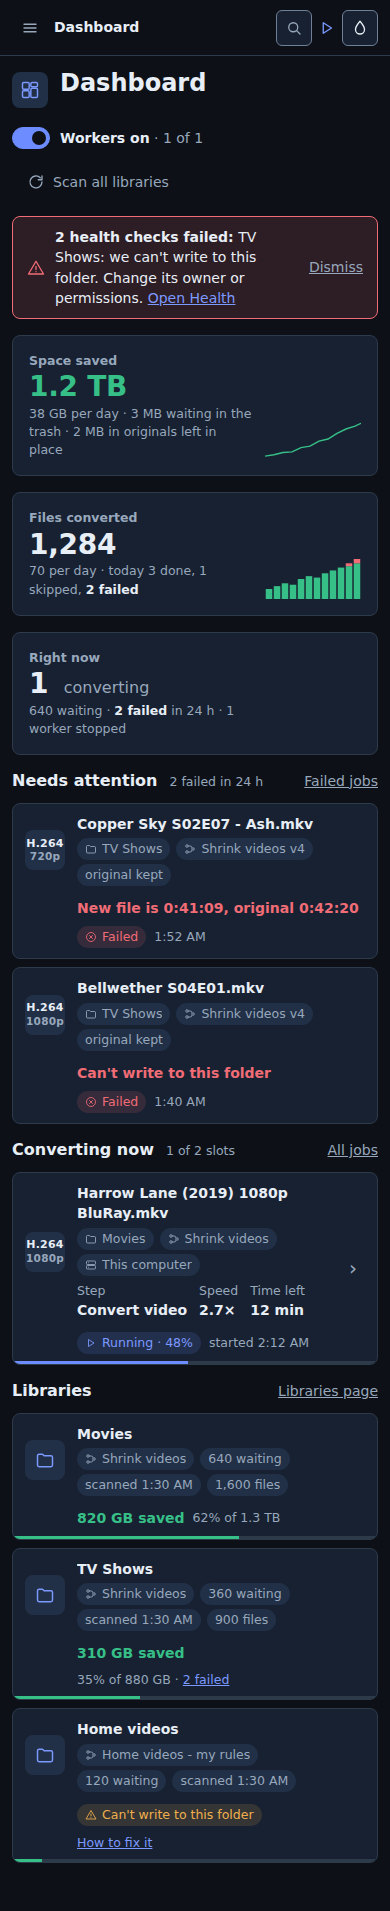 Dashboard
Dashboard
Workers on · 1 of 1
Scan all libraries
2 health checks failed: TV
Shows: we can't write to this
folder. Change its owner or
permissions. Open Health
Dismiss
Space saved
1.2 TB
38 GB per day · 3 MB waiting in the
trash · 2 MB in originals left in
place
Files converted
1,284
70 per day · today 3 done, 1
skipped, 2 failed
Right now
1 converting
640 waiting · 2 failed in 24 h · 1
worker stopped
Needs attention 2 failed in 24 h Failed jobs
Copper Sky S02E07 - Ash.mkv
H.264
720p
TV Shows Shrink videos v4
original kept
New file is 0:41:09, original 0:42:20
Failed 1:52 AM
Bellwether S04E01.mkv
H.264
1080p
TV Shows Shrink videos v4
original kept
Can't write to this folder
Failed 1:40 AM
Converting now 1 of 2 slots All jobs
Harrow Lane (2019) 1080p
BluRay.mkv
H.264
1080p
Movies Shrink videos
This computer
Step Speed Time left
Convert video 2.7× 12 min
Running · 48% started 2:12 AM
Libraries Libraries page
Movies
Shrink videos 640 waiting
scanned 1:30 AM 1,600 files
820 GB saved 62% of 1.3 TB
TV Shows
Shrink videos 360 waiting
scanned 1:30 AM 900 files
310 GB saved
35% of 880 GB · 2 failed
Home videos
Home videos - my rules
120 waiting scanned 1:30 AM
Can't write to this folder
How to fix it